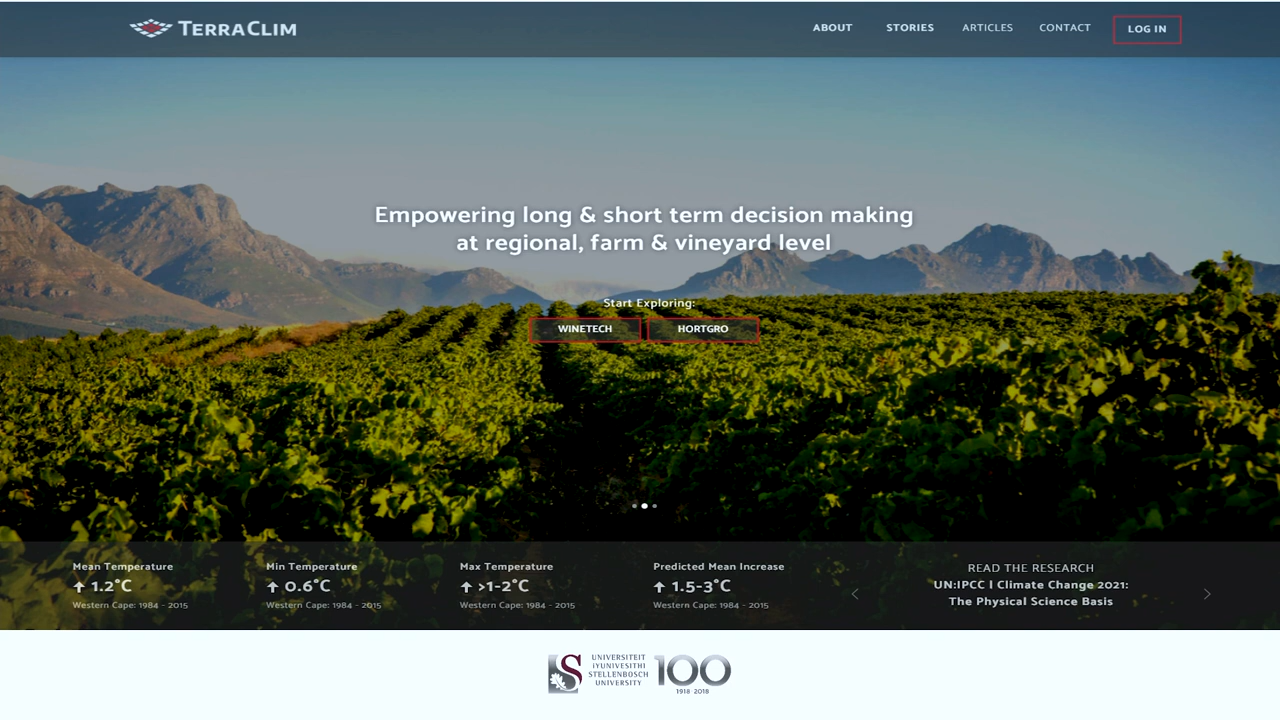 TERRACLIM
ABOUT STORIES ARTICLES CONTACT LOG IN
Empowering long & short term decision making
at regional, farm & vineyard level
Start Exploring:
WINETECH HORTGRO
Mean Temperature
1.2°C
Western Cape: 1984 - 2015
Min Temperature
0.6°C
Western Cape: 1984 - 2015
Max Temperature
>1-2°C
Western Cape: 1984 - 2015
Predicted Mean Increase
1.5-3°C
Western Cape: 1984 - 2015
READ THE RESEARCH
UN:IPCC | Climate Change 2021:
The Physical Science Basis
UNIVERSITEIT
IYUNIVESITHI
STELLENBOSCH
UNIVERSITY
100
1918 2018